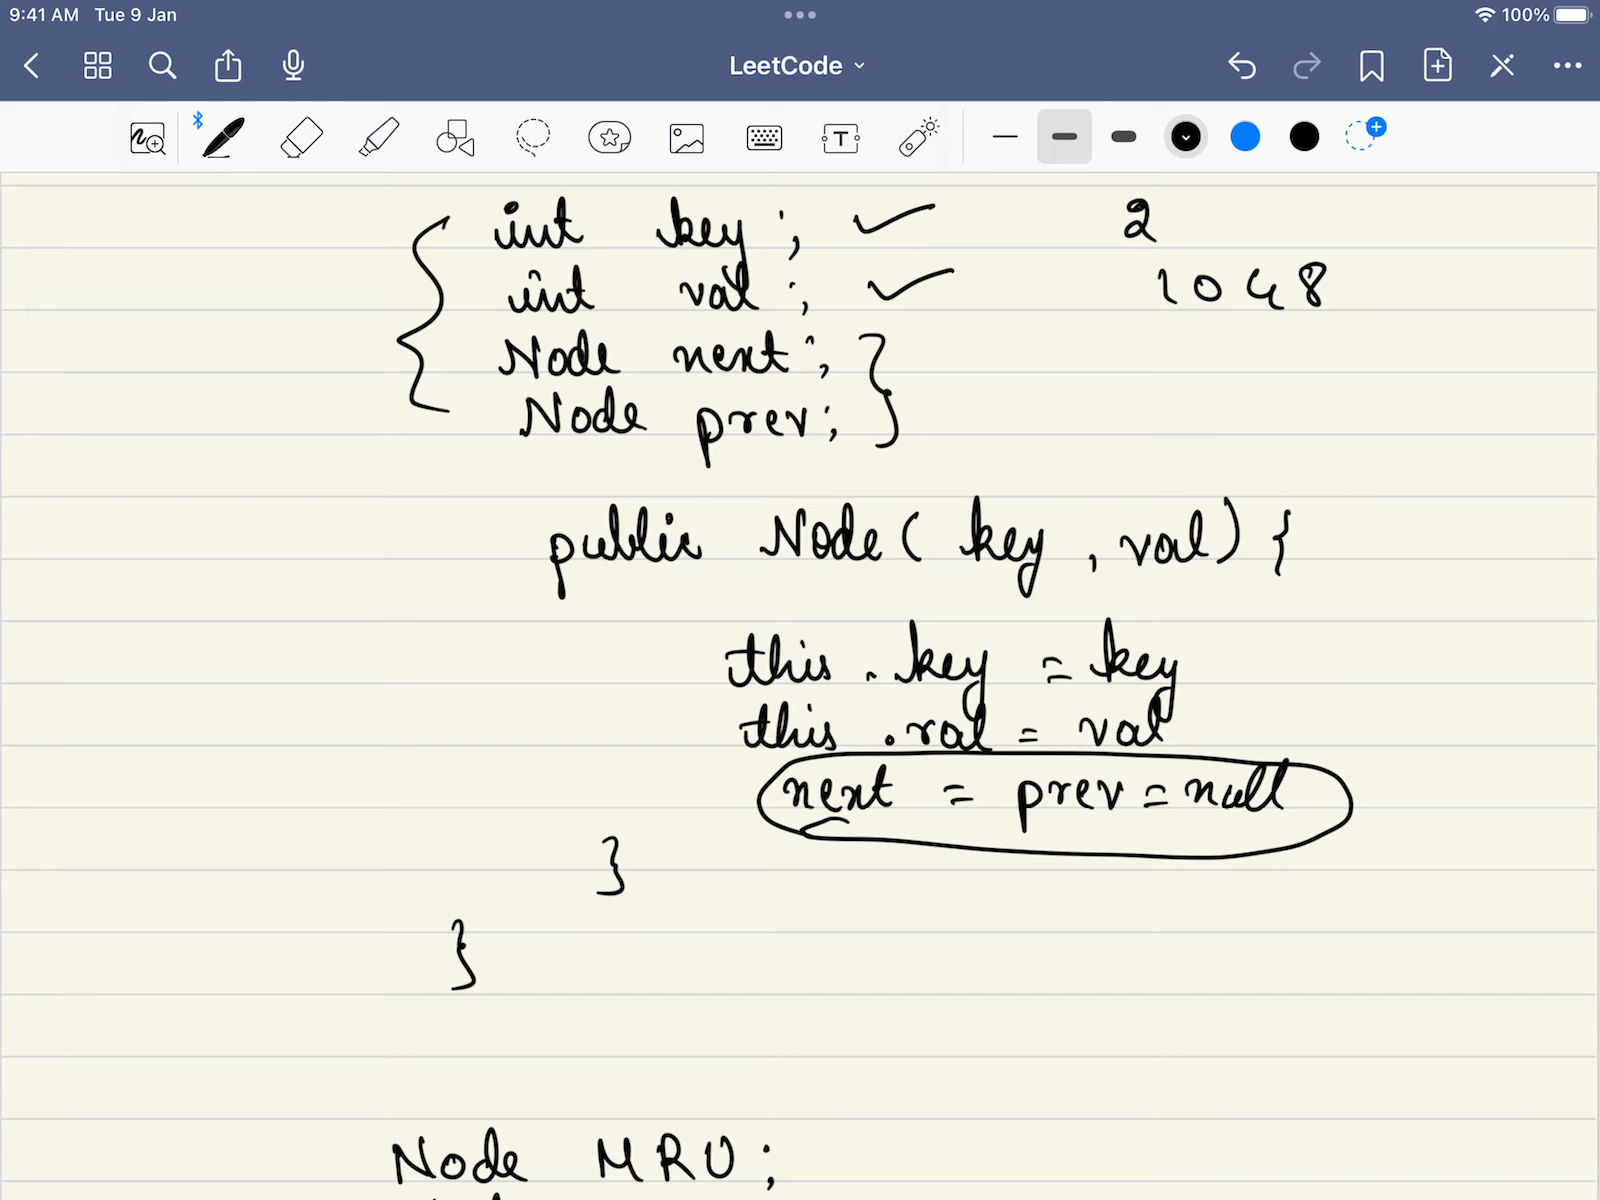 9:41 AM Tue 9 Jan 100%
LeetCode
T
int key; 2
int val; 1048
Node next; }
Node prev;
public Node( key , val) {
this . key = key
this . val = val
next = prev = null
}
}
Node MRU;